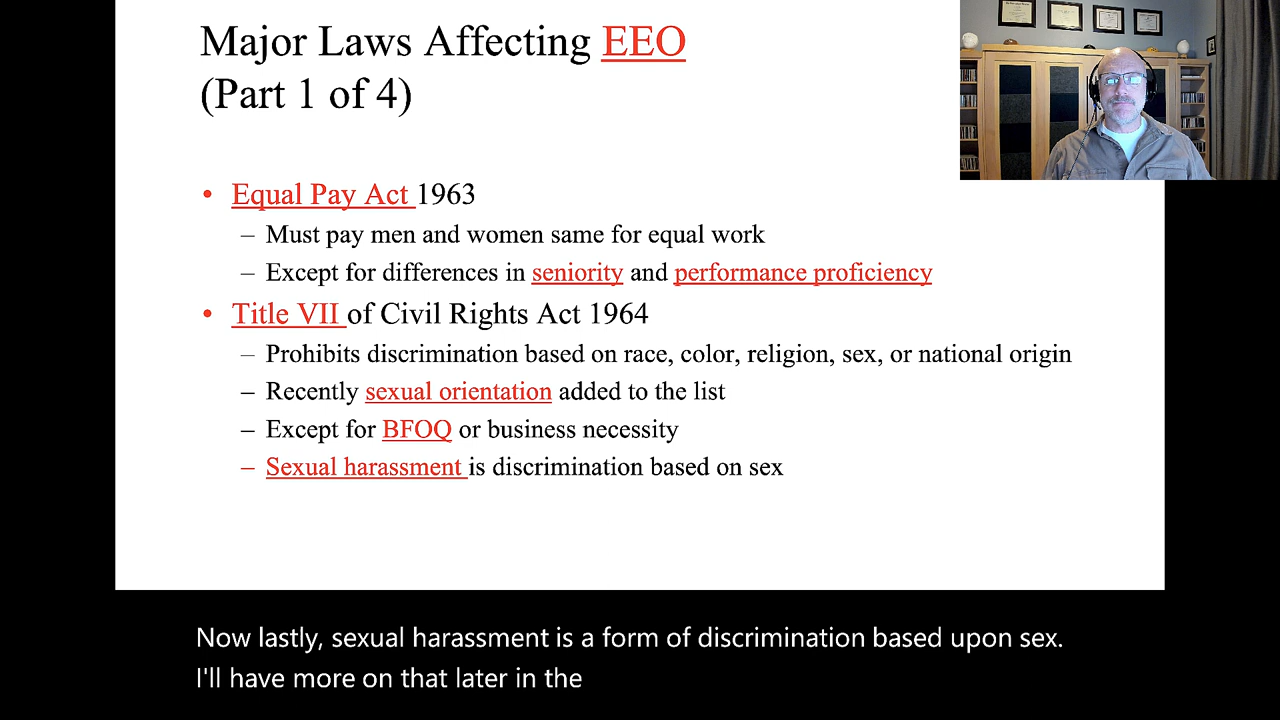 Major Laws Affecting EEO
(Part 1 of 4)
• Equal Pay Act 1963
– Must pay men and women same for equal work
– Except for differences in seniority and performance proficiency
• Title VII of Civil Rights Act 1964
– Prohibits discrimination based on race, color, religion, sex, or national origin
– Recently sexual orientation added to the list
– Except for BFOQ or business necessity
– Sexual harassment is discrimination based on sex
Now lastly, sexual harassment is a form of discrimination based upon sex.
I'll have more on that later in the